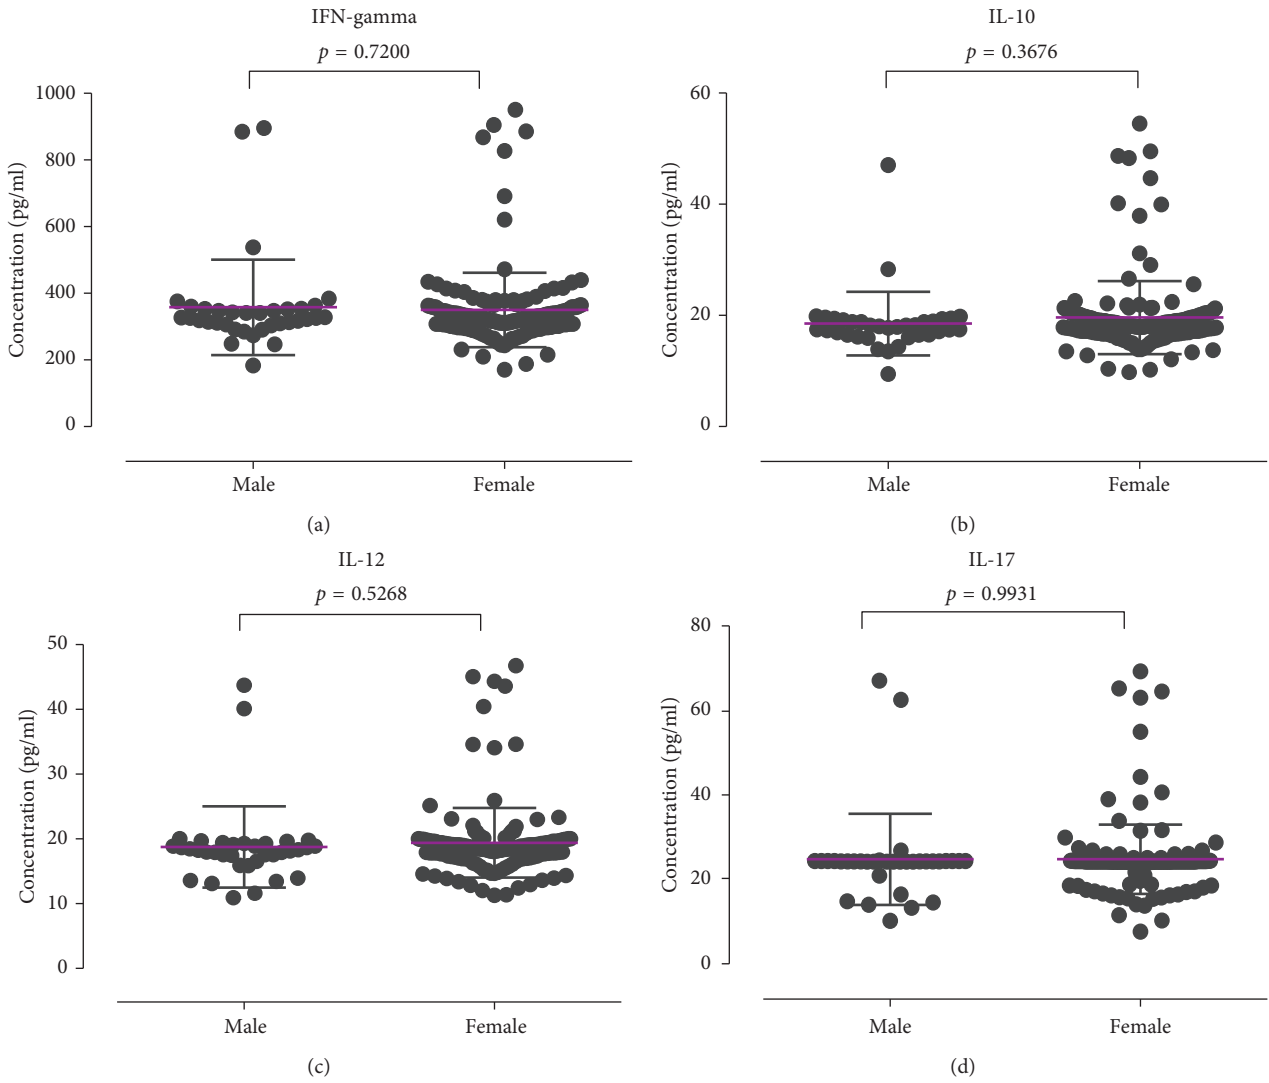 IFN-gamma
p = 0.7200
Concentration (pg/ml)
1000
800
600
400
200
0
Male
Female
(a)
IL-10
p = 0.3676
Concentration (pg/ml)
60
40
20
0
Male
Female
(b)
IL-12
p = 0.5268
Concentration (pg/ml)
50
40
30
20
10
0
Male
Female
(c)
IL-17
p = 0.9931
Concentration (pg/ml)
80
60
40
20
0
Male
Female
(d)